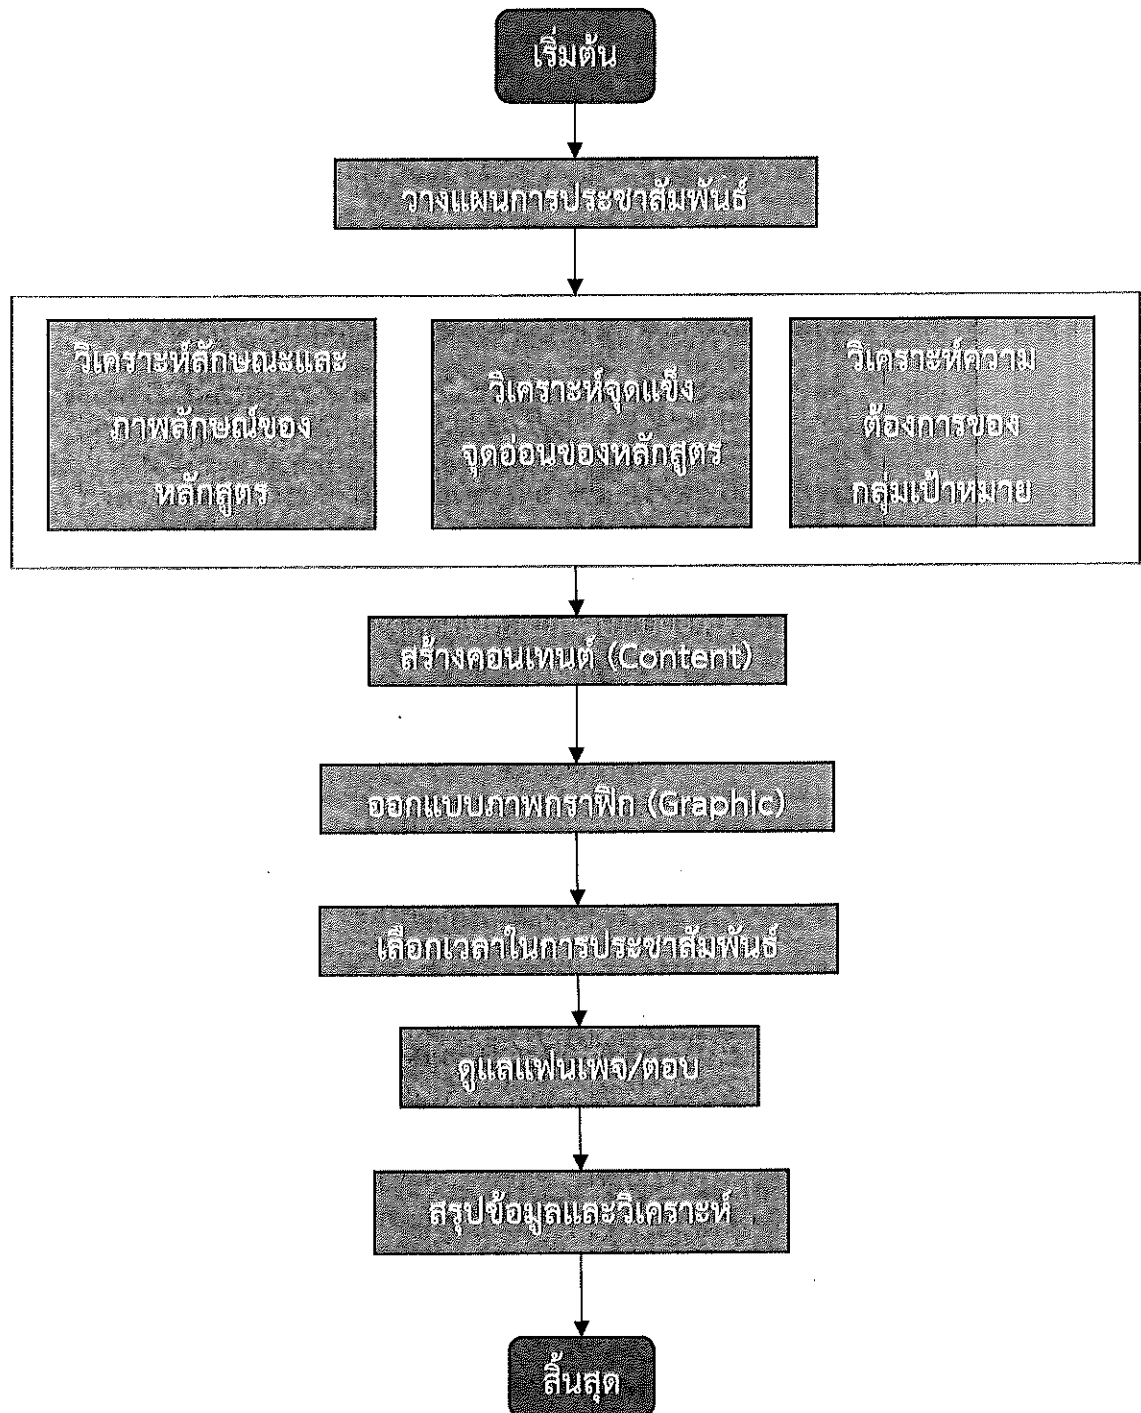 เริ่มต้น
วางแผนการประชาสัมพันธ์
วิเคราะห์ลักษณะและ
ภาพลักษณ์ของ
หลักสูตร
วิเคราะห์จุดแข็ง
จุดอ่อนของหลักสูตร
วิเคราะห์ความ
ต้องการของ
กลุ่มเป้าหมาย
สร้างคอนเทนต์ (Content)
ออกแบบภาพกราฟิก (Graphic)
เลือกเวลาในการประชาสัมพันธ์
ดูแลแฟนเพจ/ตอบ
สรุปข้อมูลและวิเคราะห์
สิ้นสุด